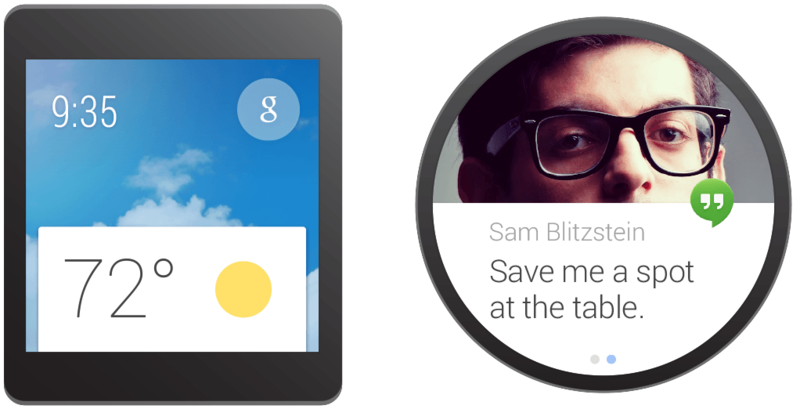 9:35
g
72°
Sam Blitzstein
Save me a spot
at the table.